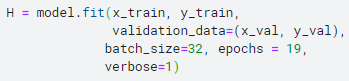 H = model.fit(x_train, y_train,
validation_data=(x_val, y_val),
batch_size=32, epochs = 19,
verbose=1)